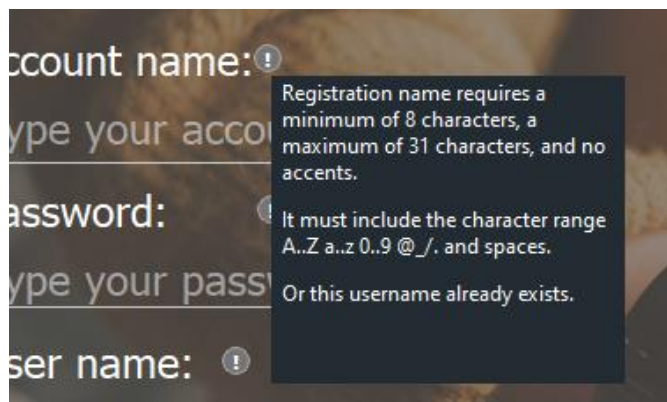 ccount name:
Registration name requires a
minimum of 8 characters, a
maximum of 31 characters, and no
accents.
It must include the character range
A..Z a..z 0..9 @_/. and spaces.
Or this username already exists.
ype your accou
assword:
ype your passw
ser name: